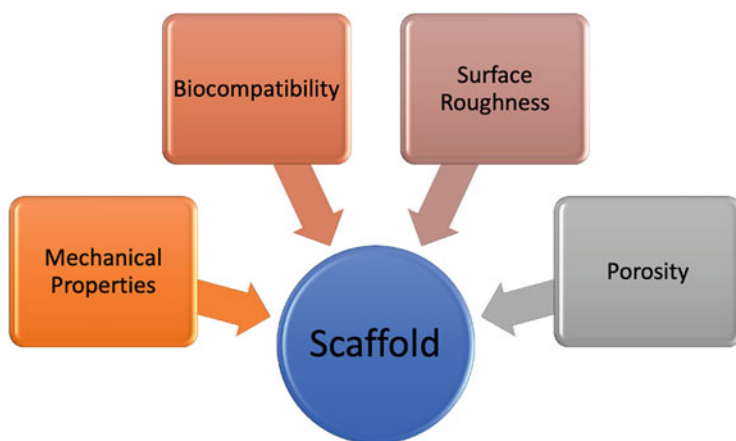 Biocompatibility
Surface
Roughness
Mechanical
Properties
Porosity
Scaffold